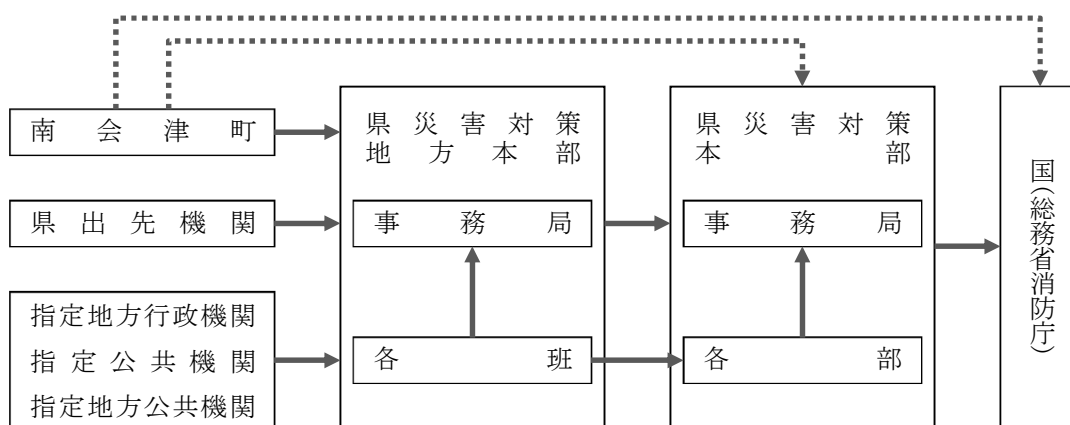 南会津町
県出先機関
指定地方行政機関
指定公共機関
指定地方公共機関
県災害対策
地方本部
事務局
各班
県災害対策
本部
事務局
各部
国(総務省消防庁)